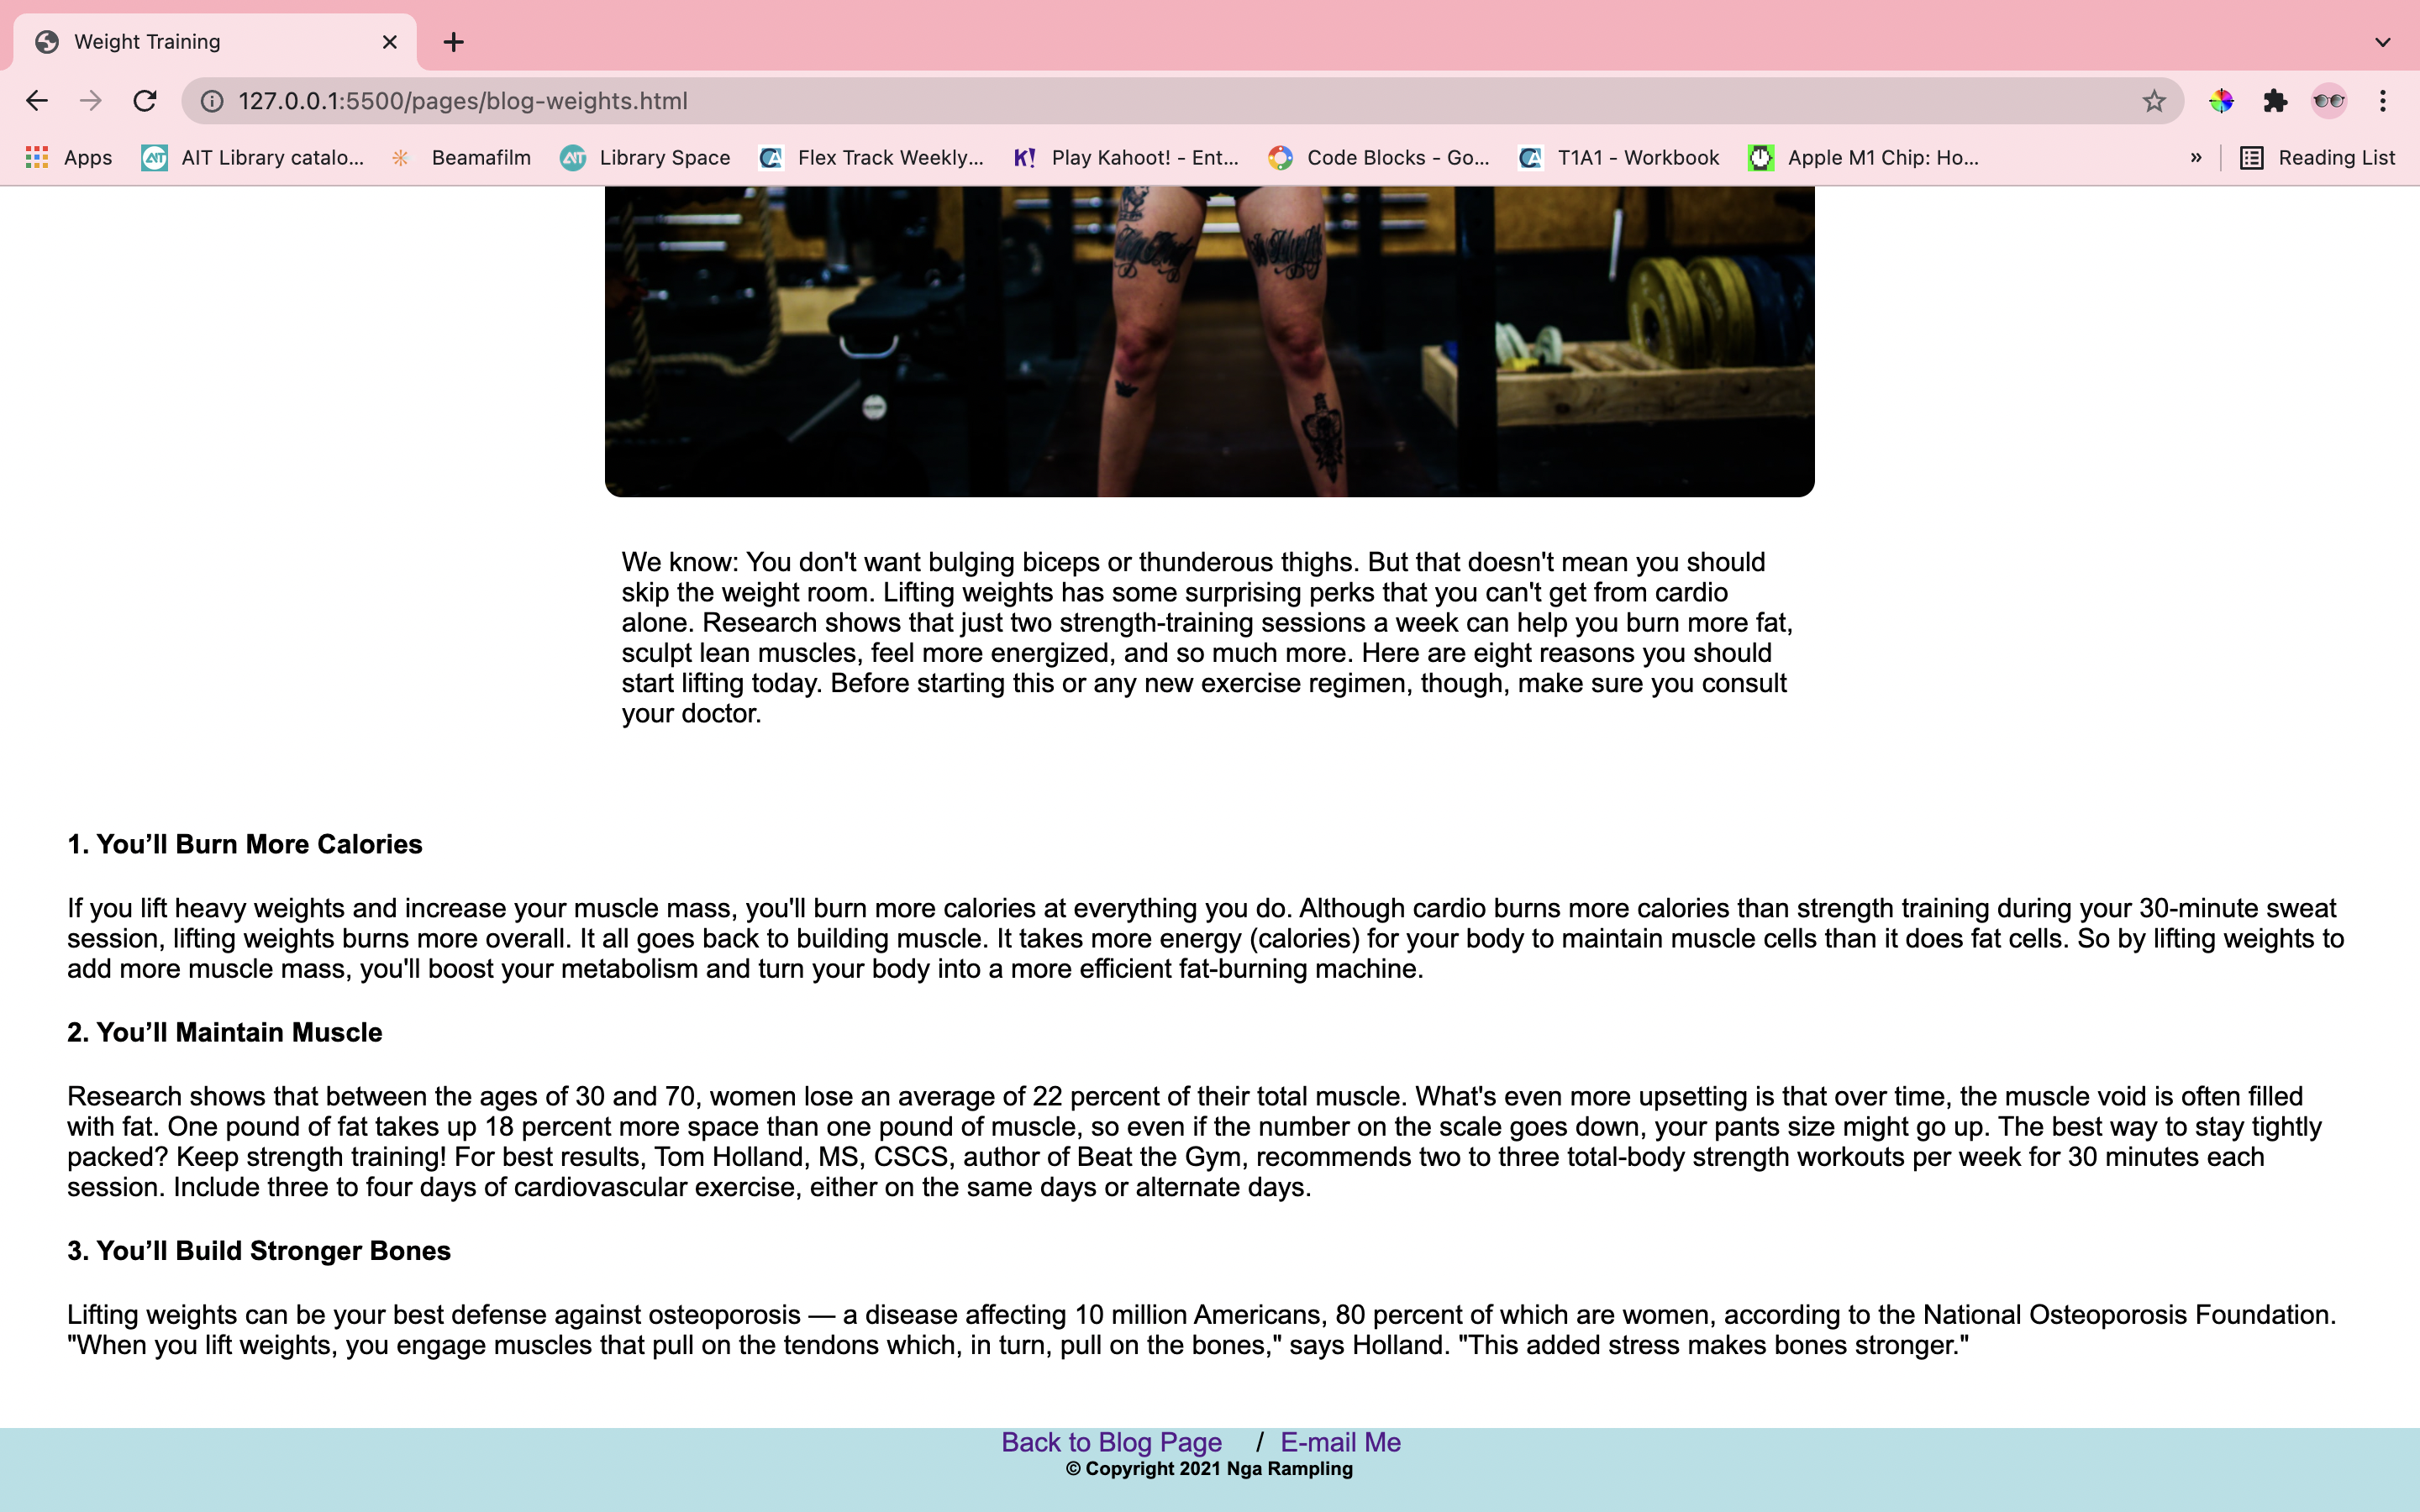 Weight Training
127.0.0.1:5500/pages/blog-weights.html
Apps AIT Library catalo... Beamafilm AIT Library Space CA Flex Track Weekly... K! Play Kahoot! - Ent... Code Blocks - Go... CA T1A1 - Workbook Apple M1 Chip: Ho... » Reading List
We know: You don't want bulging biceps or thunderous thighs. But that doesn't mean you should
skip the weight room. Lifting weights has some surprising perks that you can't get from cardio
alone. Research shows that just two strength-training sessions a week can help you burn more fat,
sculpt lean muscles, feel more energized, and so much more. Here are eight reasons you should
start lifting today. Before starting this or any new exercise regimen, though, make sure you consult
your doctor.
1. You’ll Burn More Calories
If you lift heavy weights and increase your muscle mass, you'll burn more calories at everything you do. Although cardio burns more calories than strength training during your 30-minute sweat
session, lifting weights burns more overall. It all goes back to building muscle. It takes more energy (calories) for your body to maintain muscle cells than it does fat cells. So by lifting weights to
add more muscle mass, you'll boost your metabolism and turn your body into a more efficient fat-burning machine.
2. You’ll Maintain Muscle
Research shows that between the ages of 30 and 70, women lose an average of 22 percent of their total muscle. What's even more upsetting is that over time, the muscle void is often filled
with fat. One pound of fat takes up 18 percent more space than one pound of muscle, so even if the number on the scale goes down, your pants size might go up. The best way to stay tightly
packed? Keep strength training! For best results, Tom Holland, MS, CSCS, author of Beat the Gym, recommends two to three total-body strength workouts per week for 30 minutes each
session. Include three to four days of cardiovascular exercise, either on the same days or alternate days.
3. You’ll Build Stronger Bones
Lifting weights can be your best defense against osteoporosis — a disease affecting 10 million Americans, 80 percent of which are women, according to the National Osteoporosis Foundation.
"When you lift weights, you engage muscles that pull on the tendons which, in turn, pull on the bones," says Holland. "This added stress makes bones stronger."
Back to Blog Page / E-mail Me
© Copyright 2021 Nga Rampling